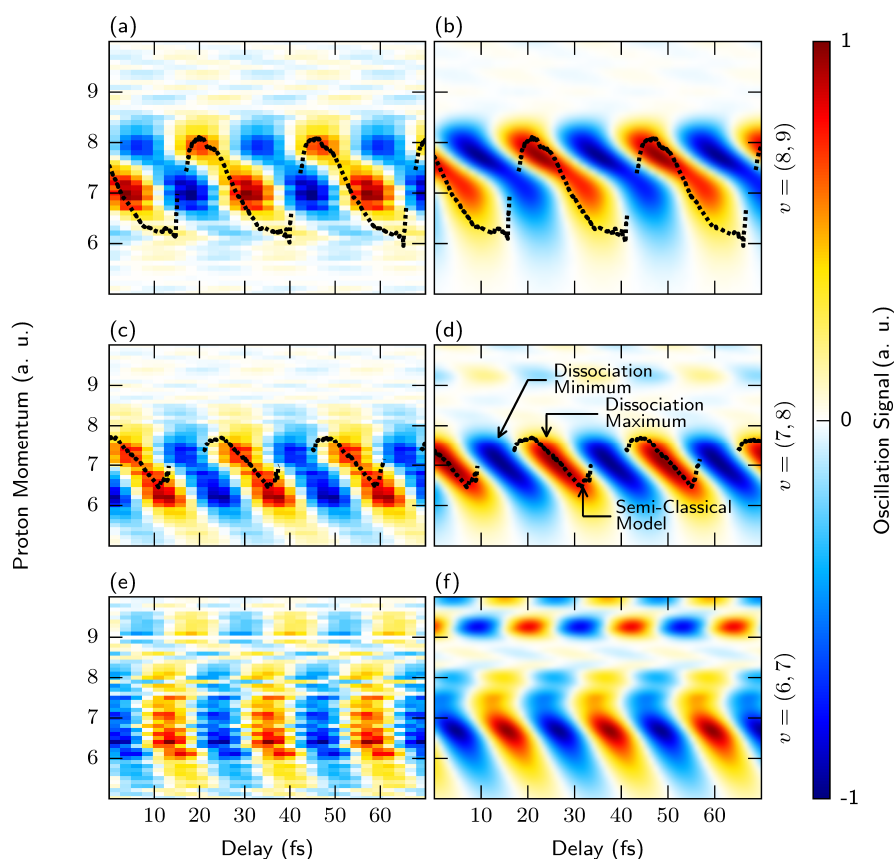 (a)
(b)
9
8
7
6
v = (8, 9)
(c)
(d)
9
8
7
6
Dissociation
Minimum
Dissociation
Maximum
Semi-Classical
Model
v = (7, 8)
(e)
(f)
9
8
7
6
v = (6, 7)
10 20 30 40 50 60
10 20 30 40 50 60
Delay (fs)
Delay (fs)
Proton Momentum (a. u.)
1
0
-1
Oscillation Signal (a. u.)